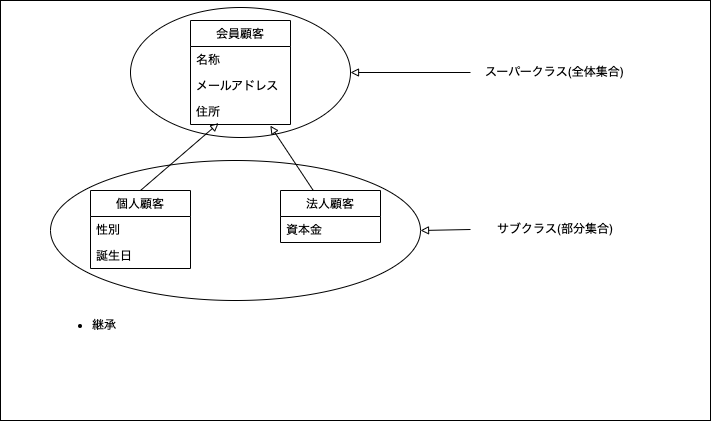 会員顧客
名称
メールアドレス
住所
スーパークラス(全体集合)
個人顧客
性別
誕生日
法人顧客
資本金
サブクラス(部分集合)
• 継承